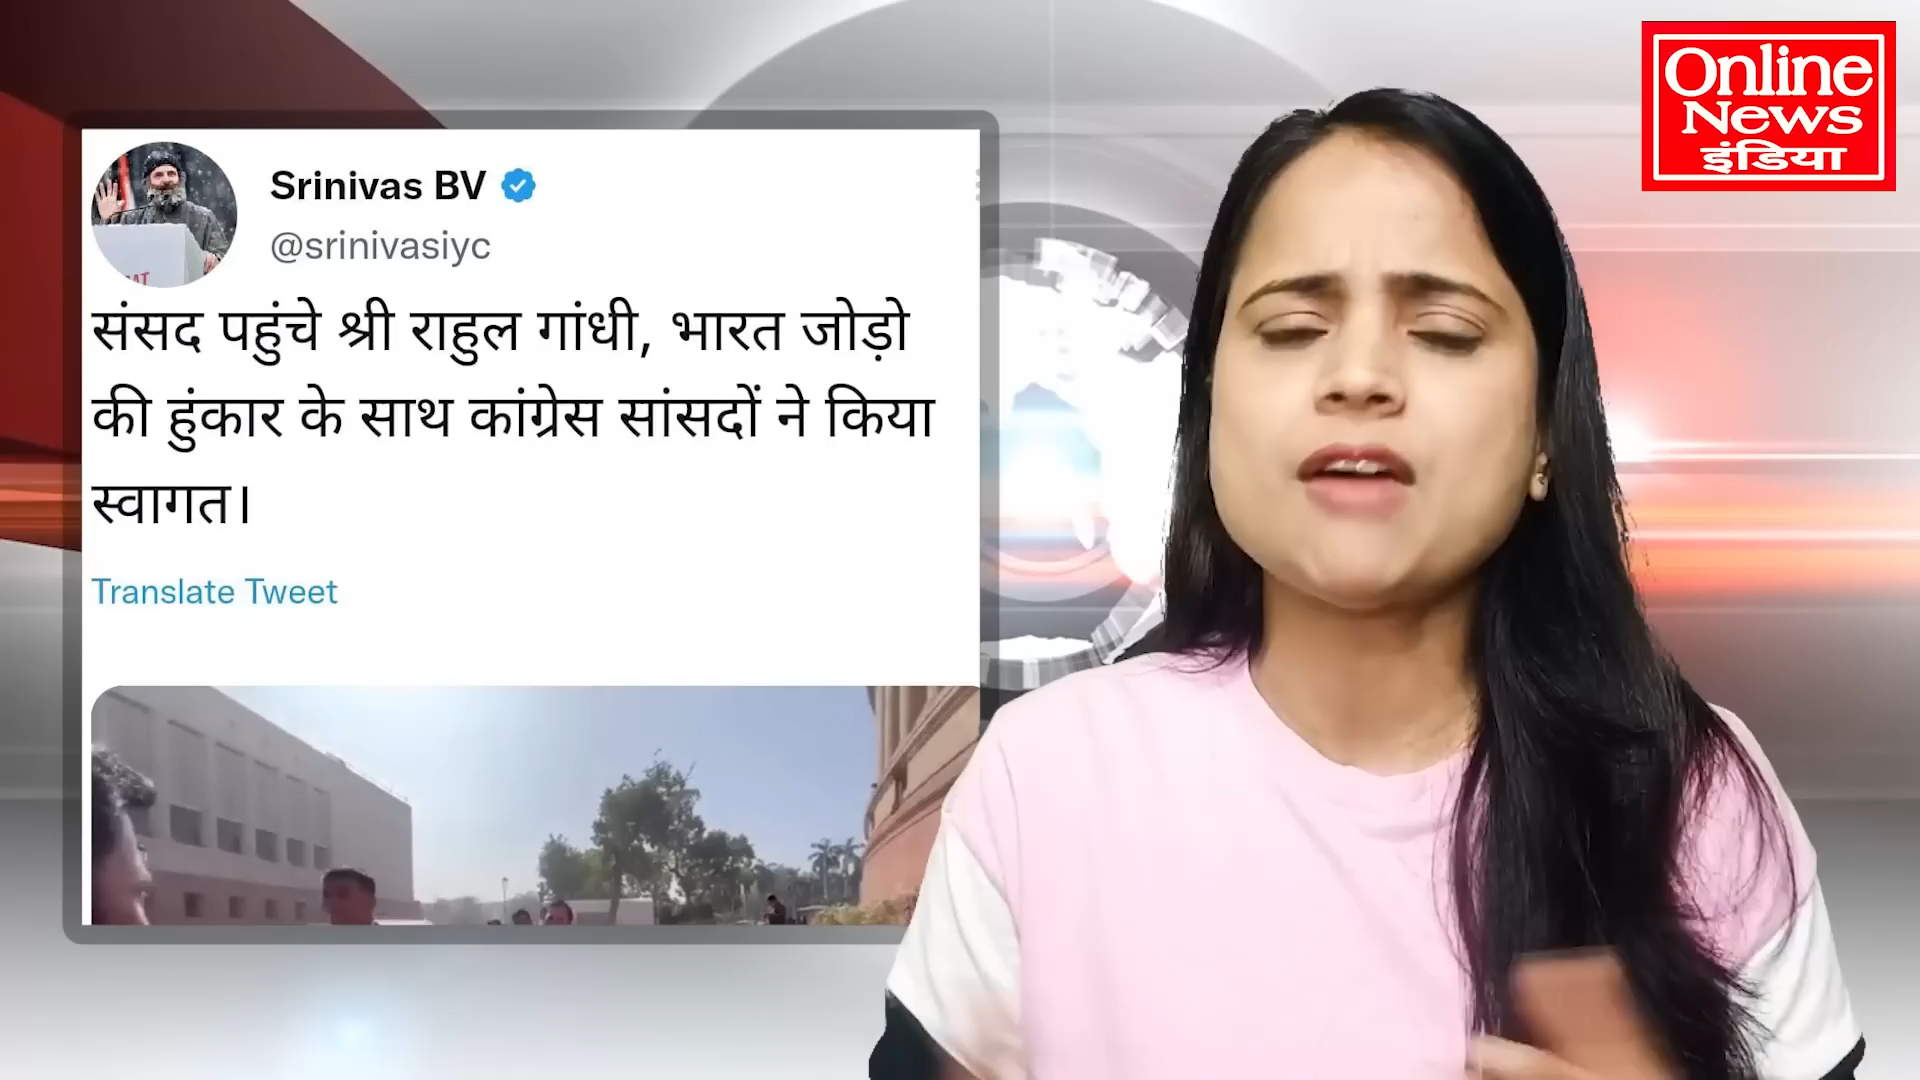 Srinivas BV
@srinivasiyc
संसद पहुंचे श्री राहुल गांधी, भारत जोड़ो
की हुंकार के साथ कांग्रेस सांसदों ने किया
स्वागत।
Translate Tweet
Online
News
इंडिया